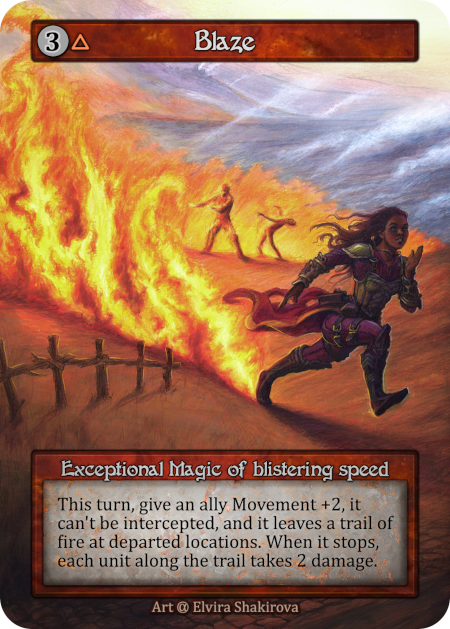 3 Blaze
Exceptional Magic of blistering speed
This turn, give an ally Movement +2, it
can't be intercepted, and it leaves a trail of
fire at departed locations. When it stops,
each unit along the trail takes 2 damage.
Art @ Elvira Shakirova